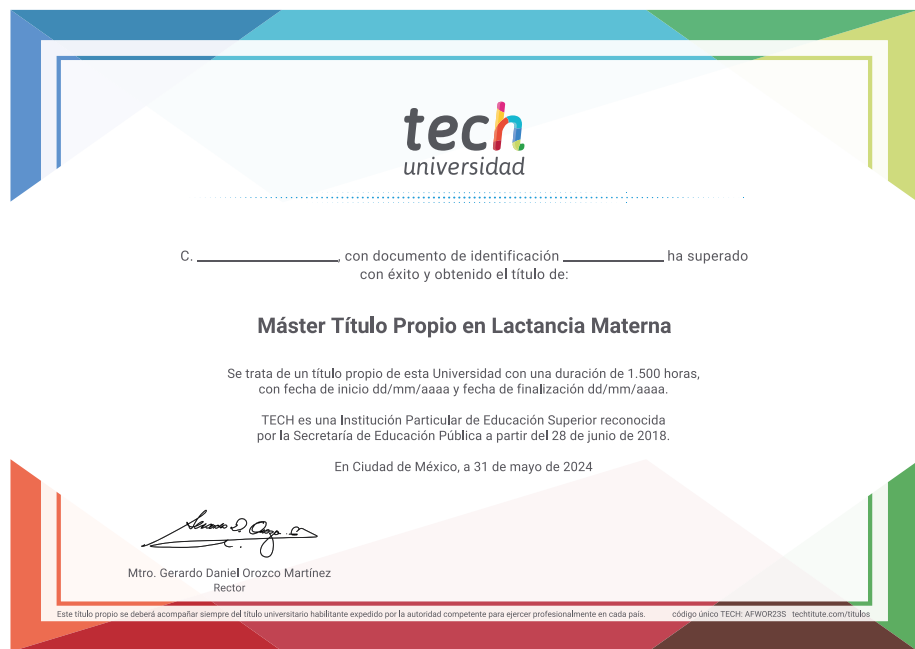 tech
universidad
C. ____________________, con documento de identificación ______________ ha superado
con éxito y obtenido el título de:
Máster Título Propio en Lactancia Materna
Se trata de un título propio de esta Universidad con una duración de 1.500 horas,
con fecha de inicio dd/mm/aaaa y fecha de finalización dd/mm/aaaa.
TECH es una Institución Particular de Educación Superior reconocida
por la Secretaría de Educación Pública a partir del 28 de junio de 2018.
En Ciudad de México, a 31 de mayo de 2024
Mtro. Gerardo Daniel Orozco Martínez
Rector
Este título propio se deberá acompañar siempre del título universitario habilitante expedido por la autoridad competente para ejercer profesionalmente en cada país. código único TECH: AFWOR23S techtitute.com/titulos